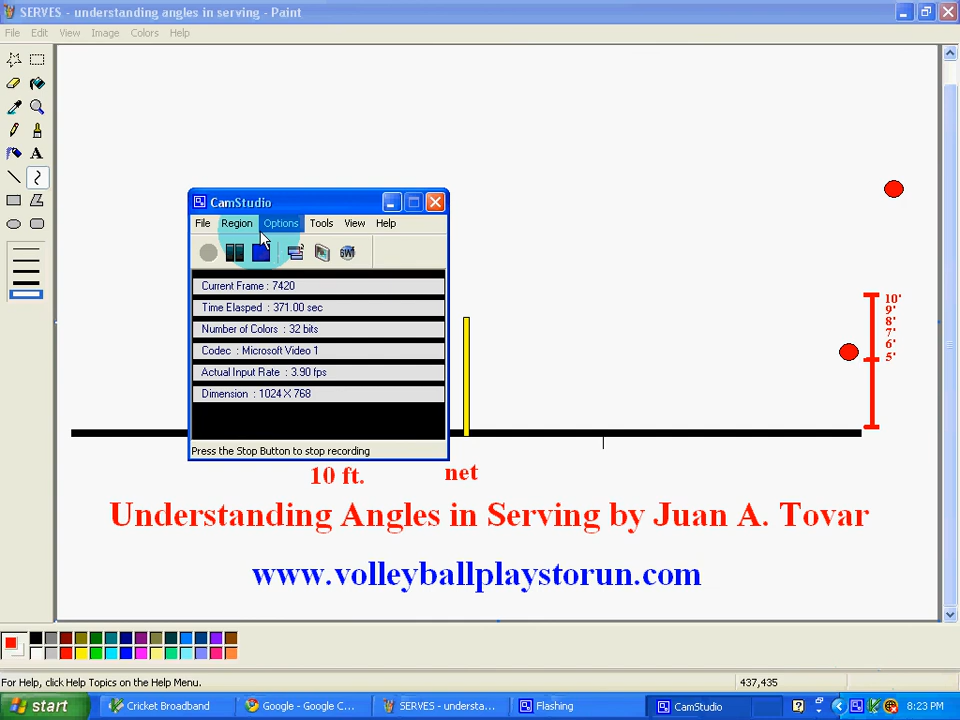 SERVES - understanding angles in serving - Paint
File Edit View Image Colors Help
CamStudio
File Region Options Tools View Help
SWF
Current Frame : 7420
Time Elasped : 371.00 sec
Number of Colors : 32 bits
Codec : Microsoft Video 1
Actual Input Rate : 3.90 fps
Dimension : 1024 X 768
Press the Stop Button to stop recording
10'
9'
8'
7'
6'
5'
10 ft.
net
Understanding Angles in Serving by Juan A. Tovar
www.volleyballplaystorun.com
For Help, click Help Topics on the Help Menu.
437,435
start
Cricket Broadband
Google - Google C...
SERVES - understa...
Flashing
CamStudio
8:23 PM